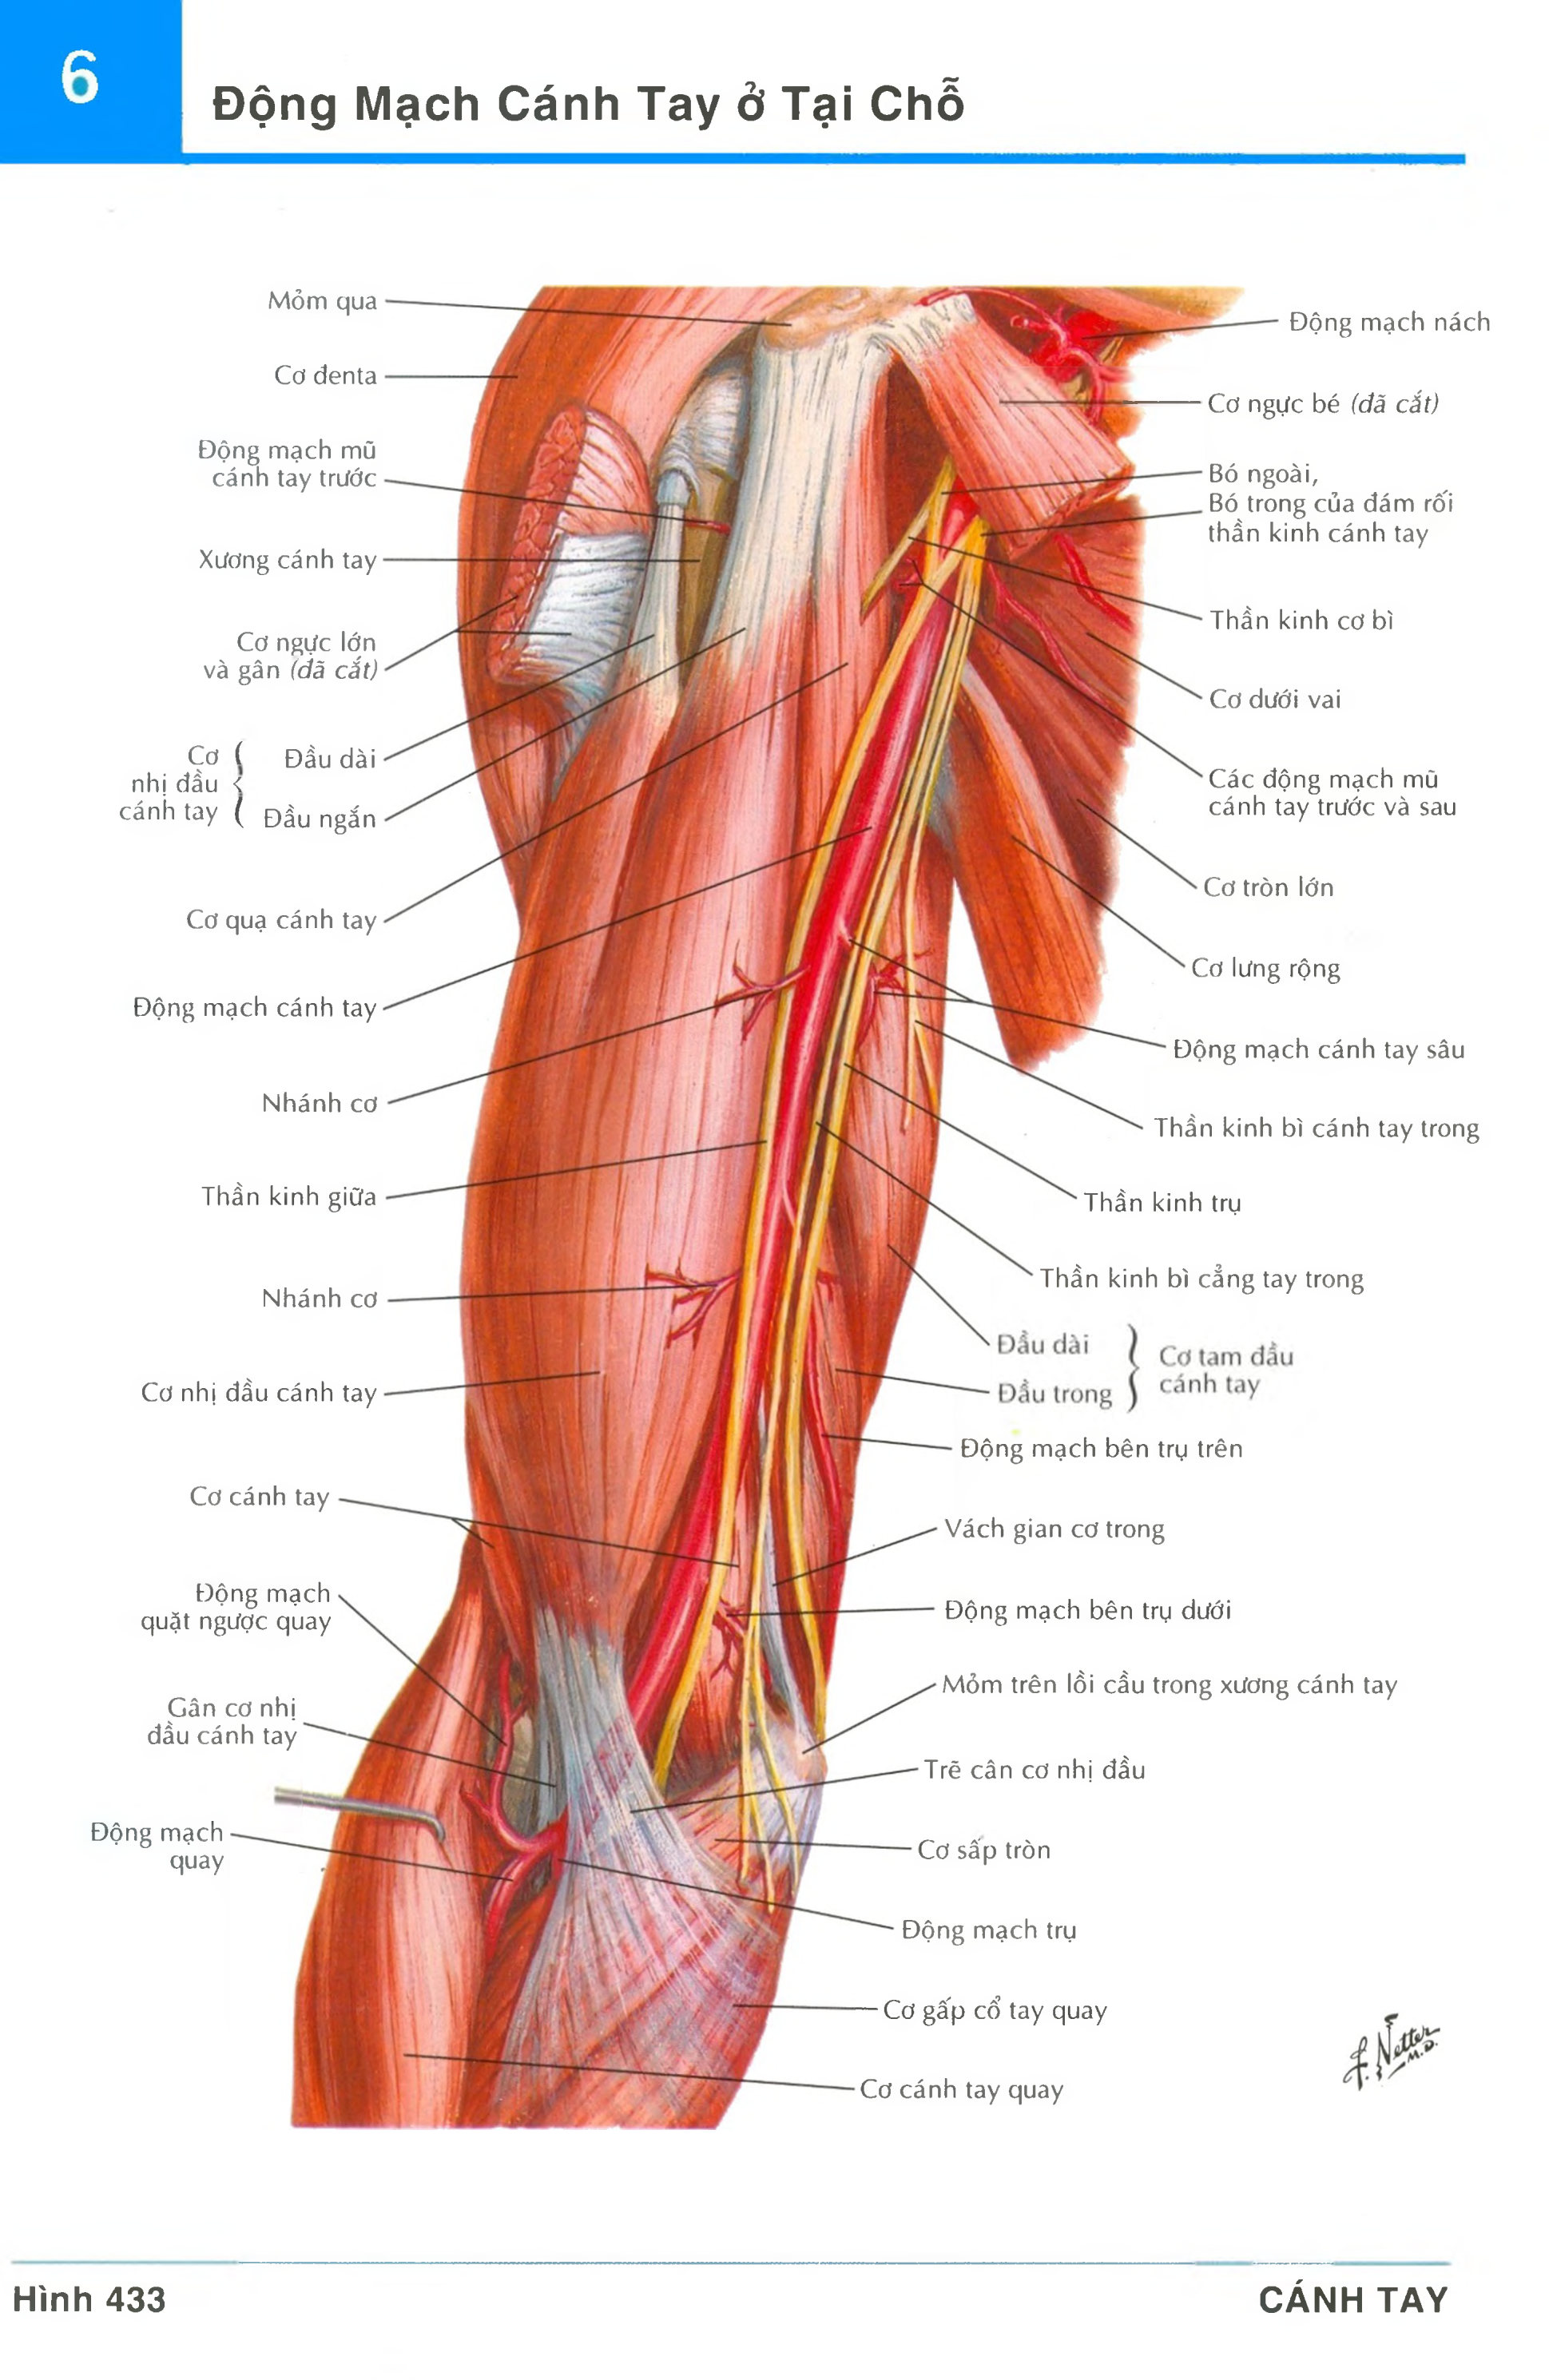 6
Động Mạch Cánh Tay ở Tại Chỗ
Mỏm qua
Cơ denta
Động mạch mũ
cánh tay trước
Xương cánh tay
Cơ ngực lớn
và gân (đã cắt)
Cơ
nhị đầu
cánh tay
Đầu dài
Đầu ngắn
Cơ quạ cánh tay
Động mạch cánh tay
Nhánh cơ
Thần kinh giữa
Nhánh cơ
Cơ nhị đầu cánh tay
Cơ cánh tay
Động mạch
quặt ngược quay
Gân cơ nhị
đầu cánh tay
Động mạch
quay
Động mạch nách
Cơ ngực bé (đã cắt)
Bó ngoài,
Bó trong của đám rối
thần kinh cánh tay
Thần kinh cơ bì
Cơ dưới vai
Các động mạch mũ
cánh tay trước và sau
Cơ tròn lớn
Cơ lưng rộng
Động mạch cánh tay sâu
Thần kinh bì cánh tay trong
Thần kinh trụ
Thần kinh bì cẳng tay trong
Đầu dài
Đầu trong
Cơ tam đầu
cánh tay
Động mạch bên trụ trên
Vách gian cơ trong
Động mạch bên trụ dưới
Mỏm trên lồi cầu trong xương cánh tay
Trẽ cân cơ nhị đầu
Cơ sấp tròn
Động mạch trụ
Cơ gấp cổ tay quay
Cơ cánh tay quay
F. Netter
M.D.
Hình 433
CÁNH TAY